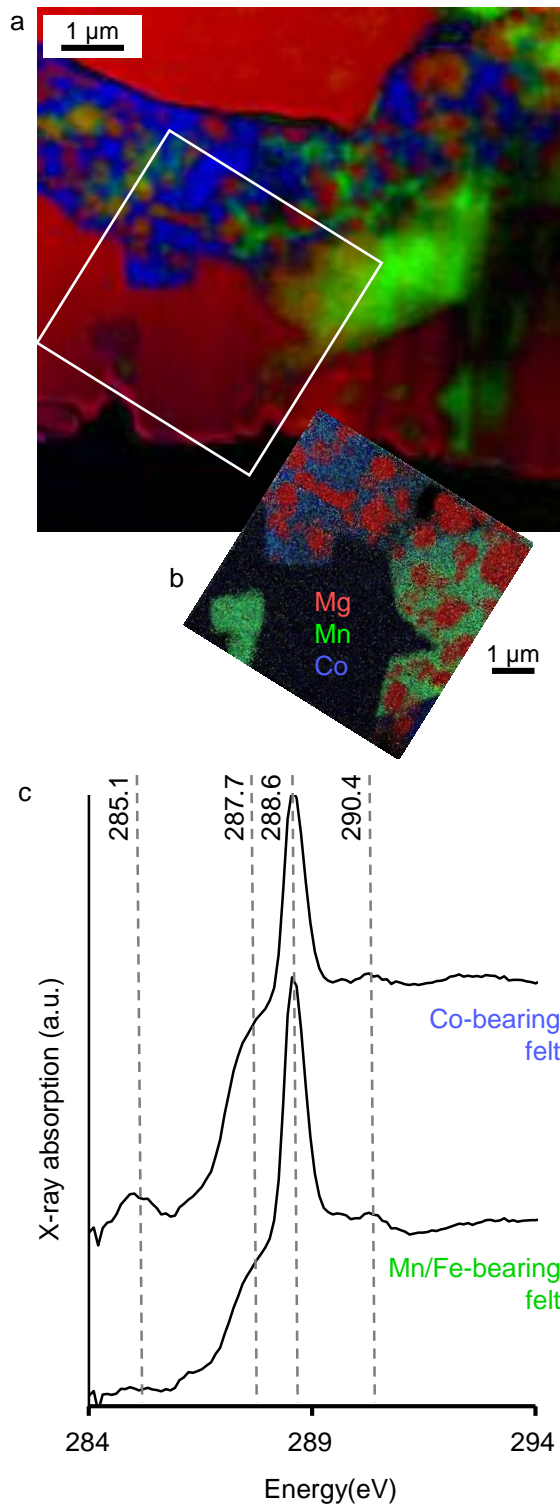 a
1 µm
b
Mg
Mn
Co
1 µm
c
285.1
287.7
288.6
290.4
X-ray absorption (a.u.)
Co-bearing
felt
Mn/Fe-bearing
felt
284
289
294
Energy(eV)